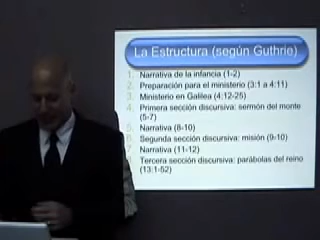 La Estructura (según Guthrie)
1. Narrativa de la infancia (1-2)
2. Preparación para el ministerio (3:1 a 4:11)
3. Ministerio en Galilea (4:12-25)
4. Primera sección discursiva: sermón del monte
(5-7)
5. Narrativa (8-10)
6. Segunda sección discursiva: misión (9-10)
7. Narrativa (11-12)
8. Tercera sección discursiva: parábolas del reino
(13:1-52)